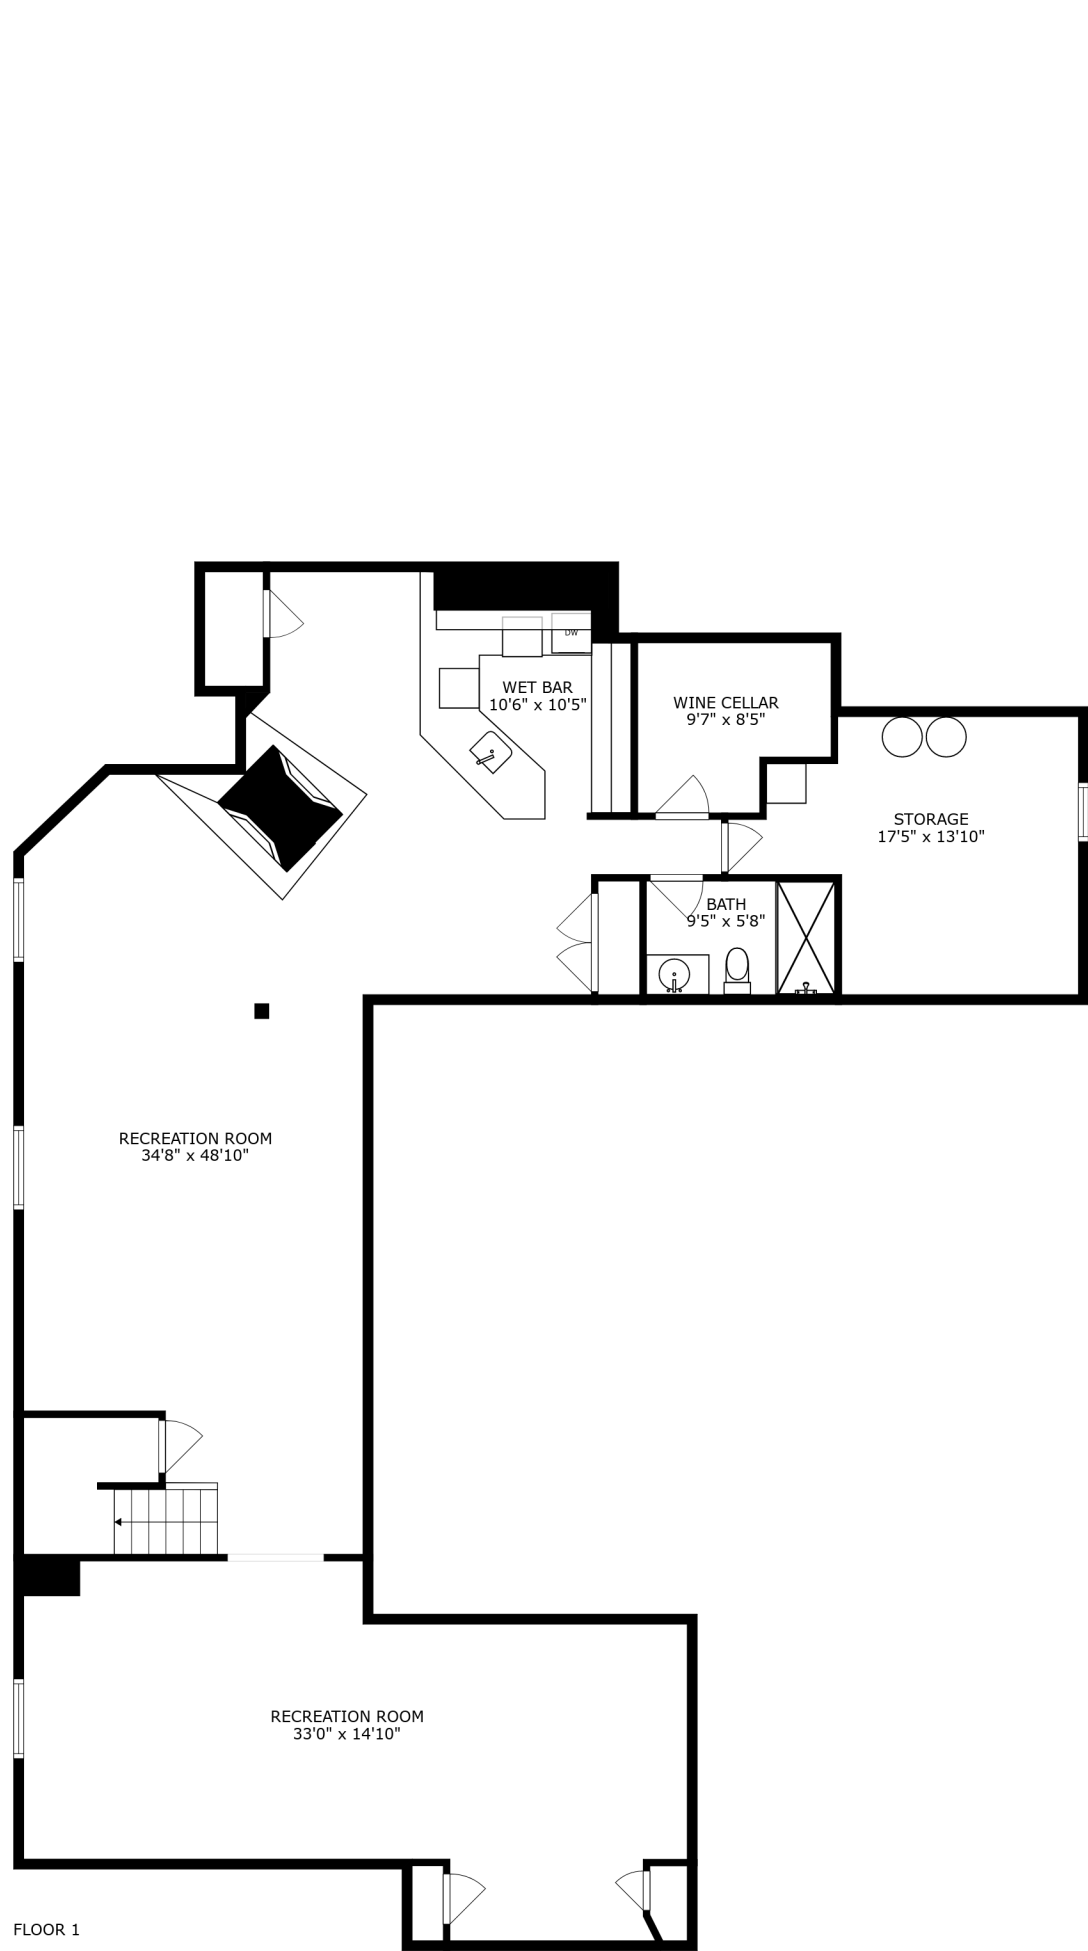 DW
WET BAR
10'6" x 10'5"
WINE CELLAR
9'7" x 8'5"
STORAGE
17'5" x 13'10"
BATH
9'5" x 5'8"
RECREATION ROOM
34'8" x 48'10"
RECREATION ROOM
33'0" x 14'10"
FLOOR 1